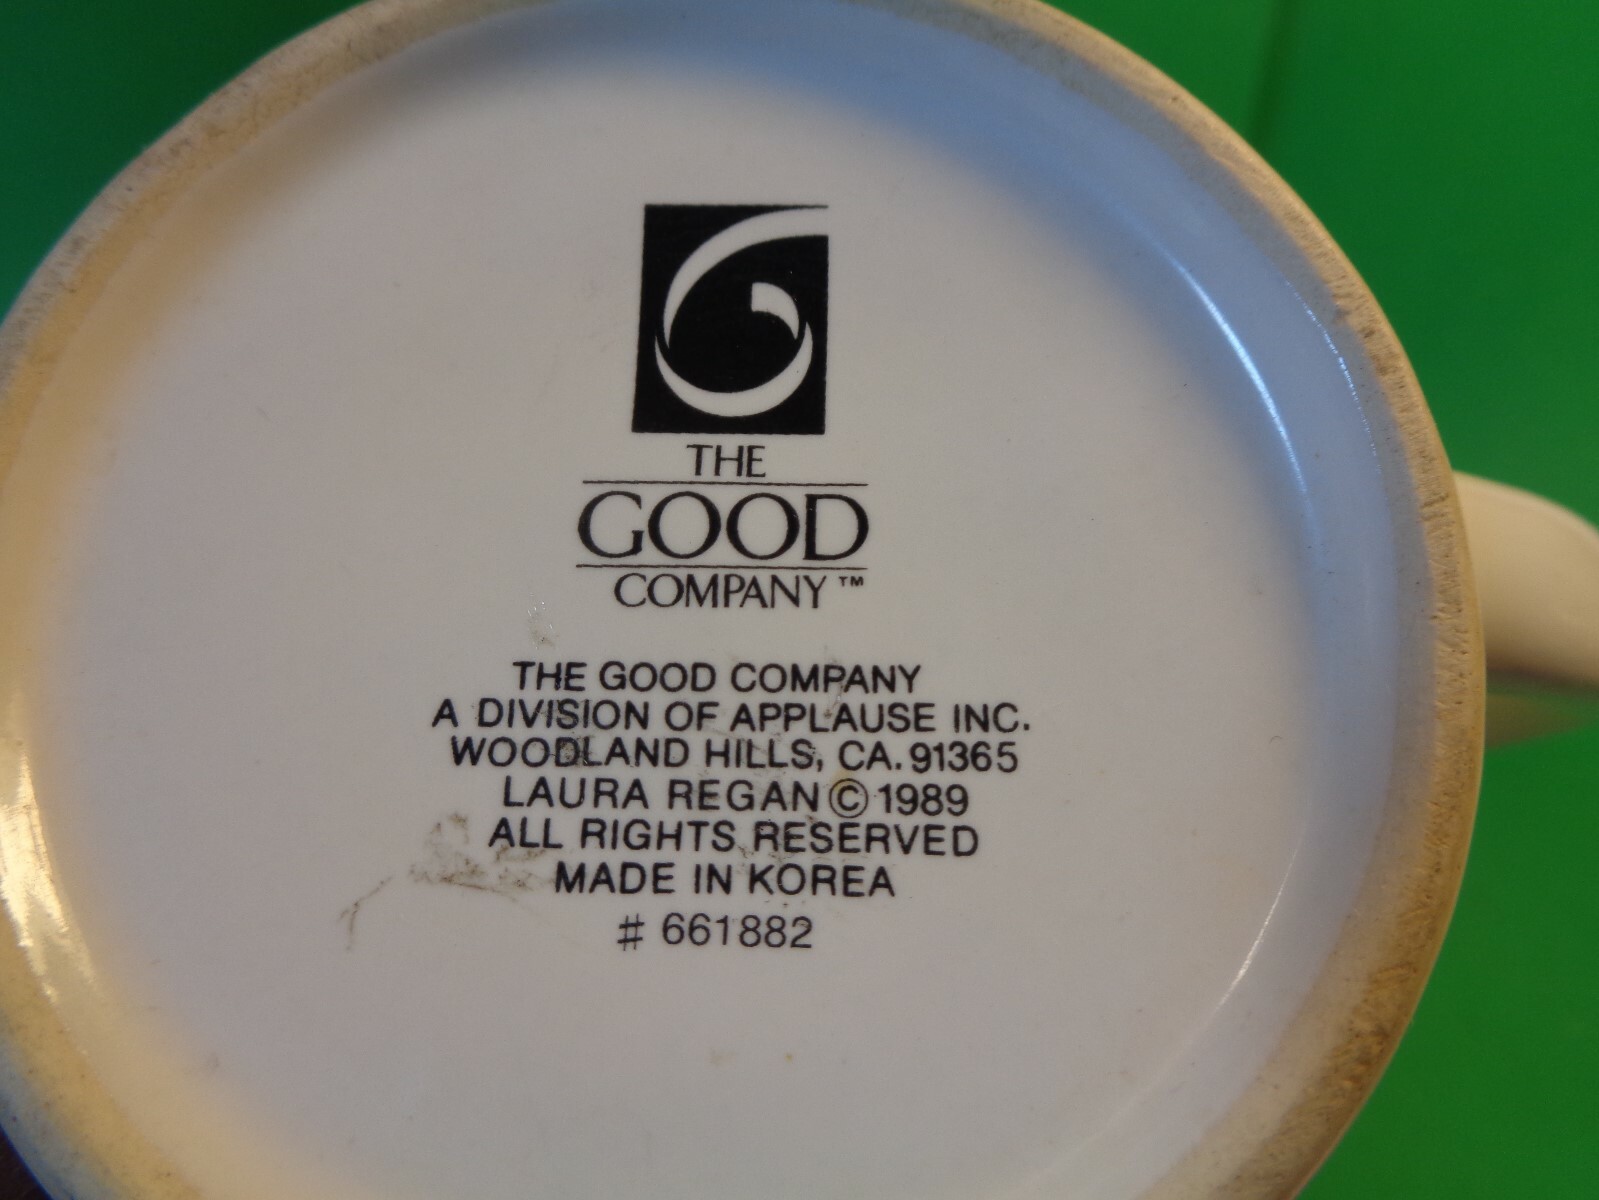 THE
GOOD
COMPANY™
THE GOOD COMPANY
A DIVISION OF APPLAUSE INC.
WOODLAND HILLS, CA. 91365
LAURA REGAN © 1989
ALL RIGHTS RESERVED
MADE IN KOREA
# 661882